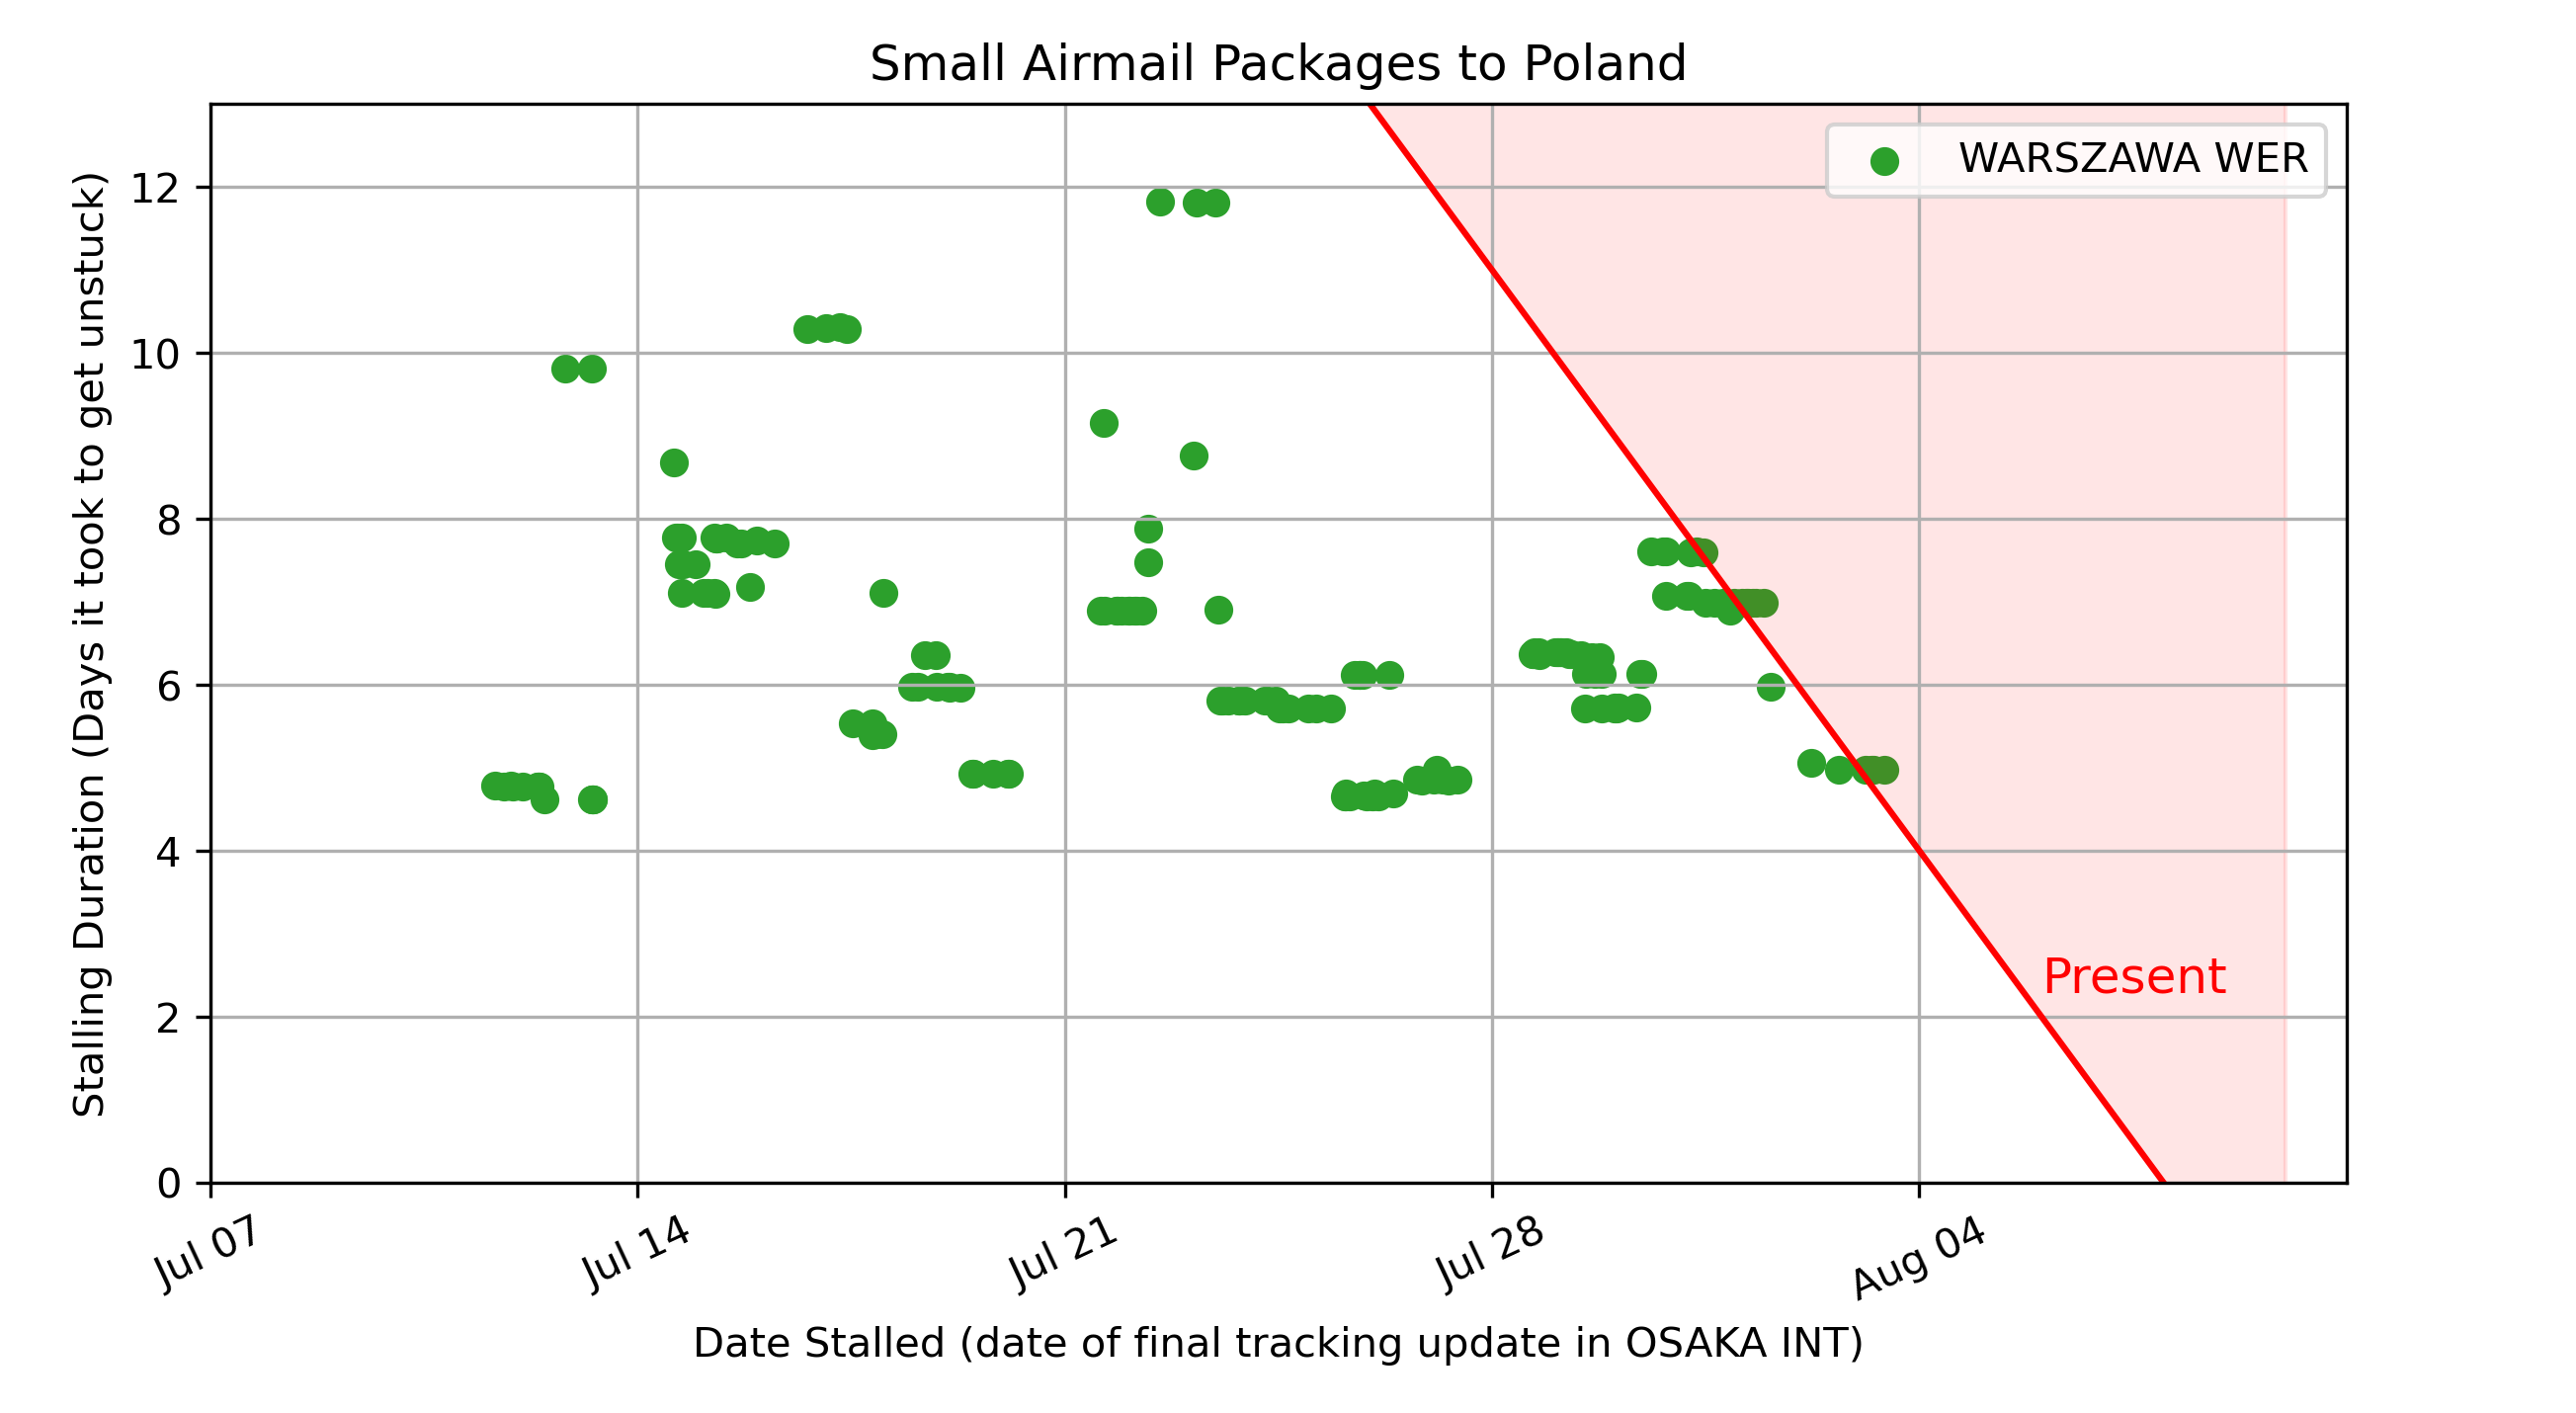 Small Airmail Packages to Poland
WARSZAWA WER
Stalling Duration (Days it took to get unstuck)
12
10
8
6
4
2
0
Present
Jul 07
Jul 14
Jul 21
Jul 28
Aug 04
Date Stalled (date of final tracking update in OSAKA INT)